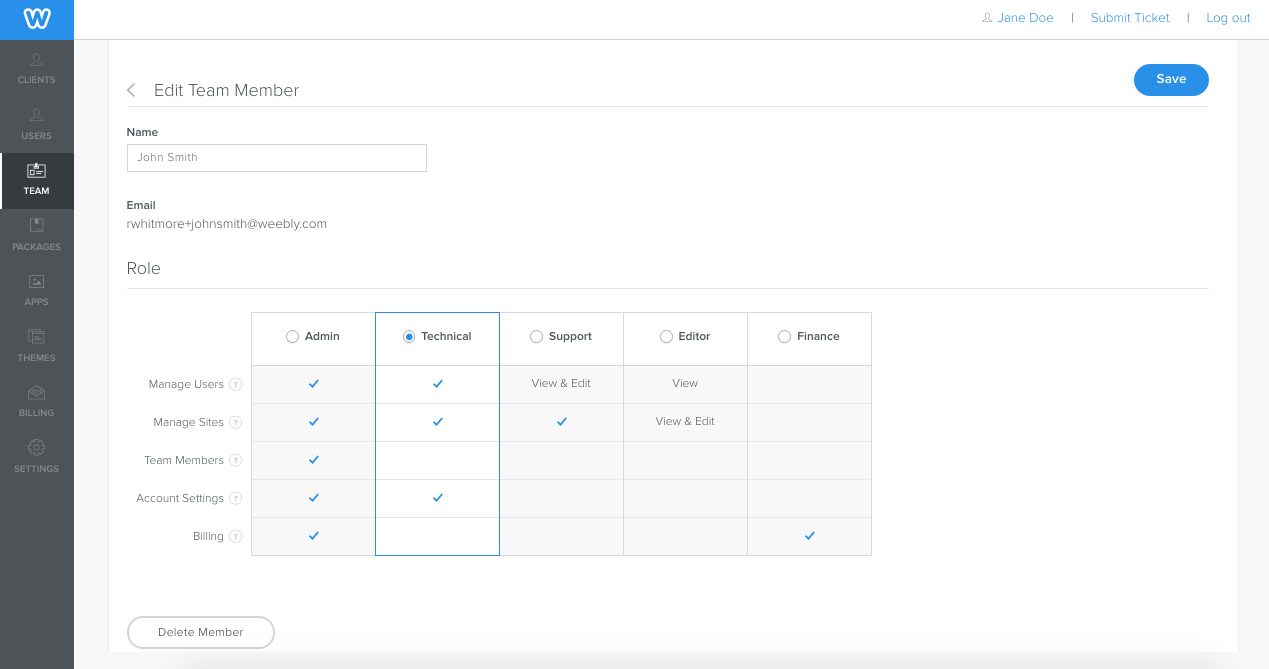 Jane Doe | Submit Ticket | Log out
CLIENTS
USERS
TEAM
PACKAGES
APPS
THEMES
BILLING
SETTINGS
Edit Team Member
Save
Name
John Smith
Email
rwhitmore+johnsmith@weebly.com
Role
Admin Technical Support Editor Finance
Manage Users ? View & Edit View
Manage Sites ? View & Edit
Team Members ?
Account Settings ?
Billing ?
Delete Member